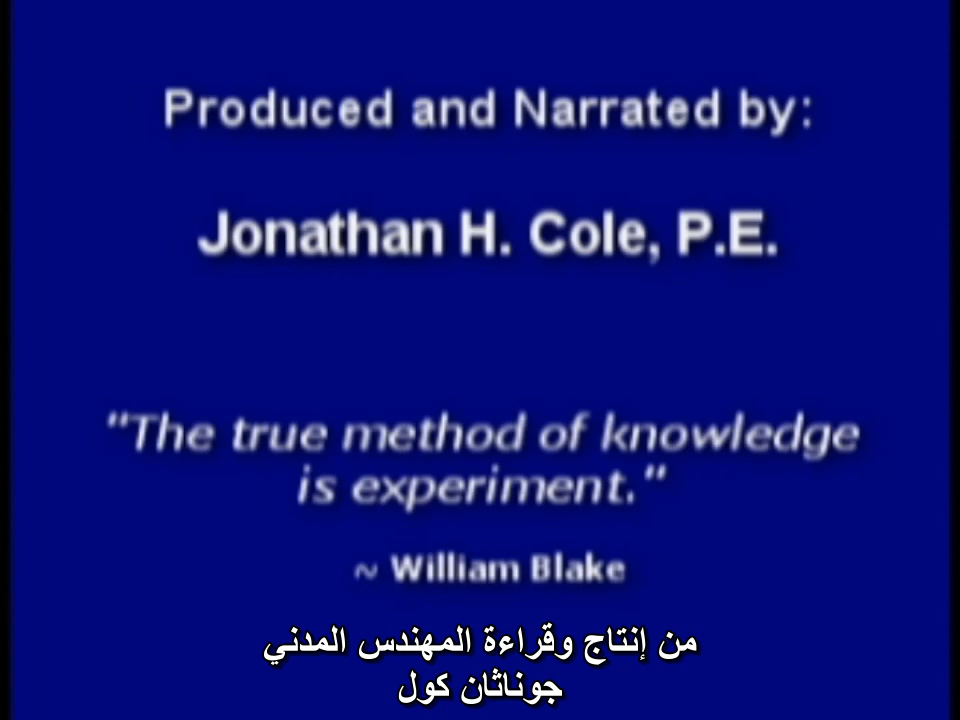 Produced and Narrated by:
Jonathan H. Cole, P.E.
"The true method of knowledge
is experiment."
~ William Blake
من إنتاج وقراءة المهندس المدني
جوناثان كول